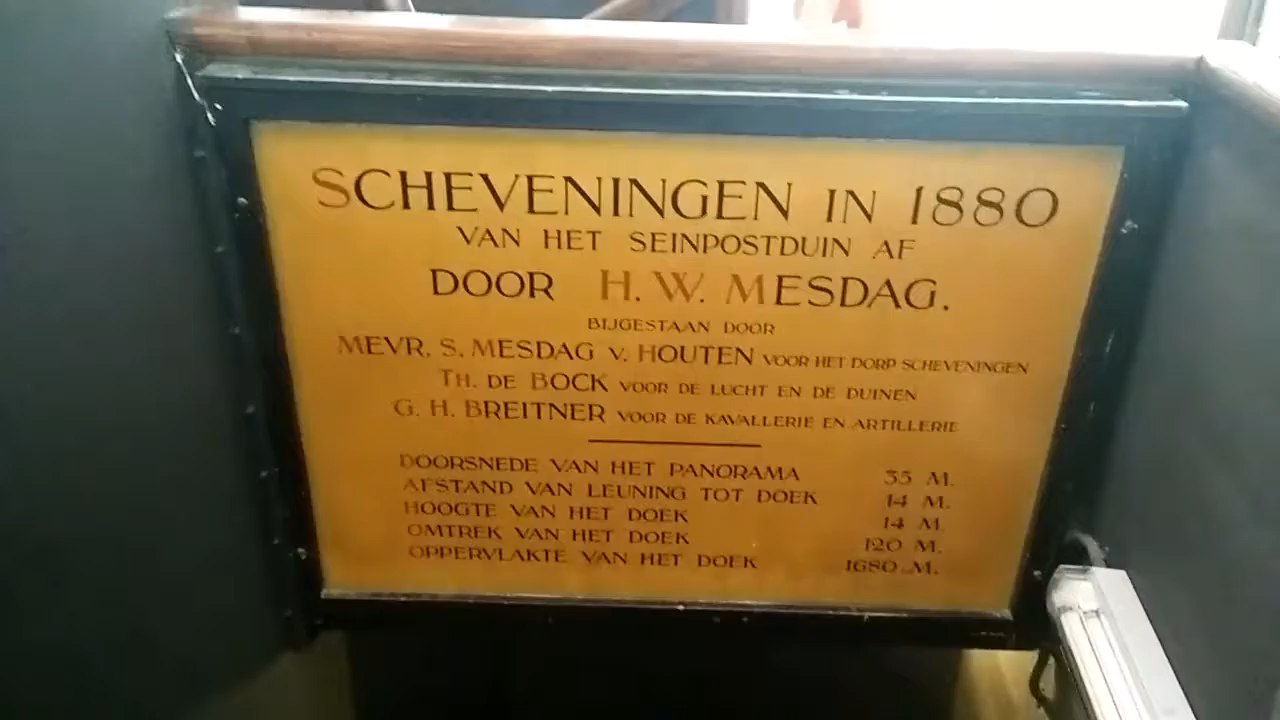 SCHEVENINGEN IN 1880
VAN HET SEINPOSTDUIN AF
DOOR H. W. MESDAG.
BIJGESTAAN DOOR
MEVR. S. MESDAG V. HOUTEN VOOR HET DORP SCHEVENINGEN
TH. DE BOCK VOOR DE LUCHT EN DE DUINEN
G. H. BREITNER VOOR DE KAVALLERIE EN ARTILLERIE
DOORSNEDE VAN HET PANORAMA 35 M.
AFSTAND VAN LEUNING TOT DOEK 14 M.
HOOGTE VAN HET DOEK 14 M.
OMTREK VAN HET DOEK 120 M.
OPPERVLAKTE VAN HET DOEK 1680 M.